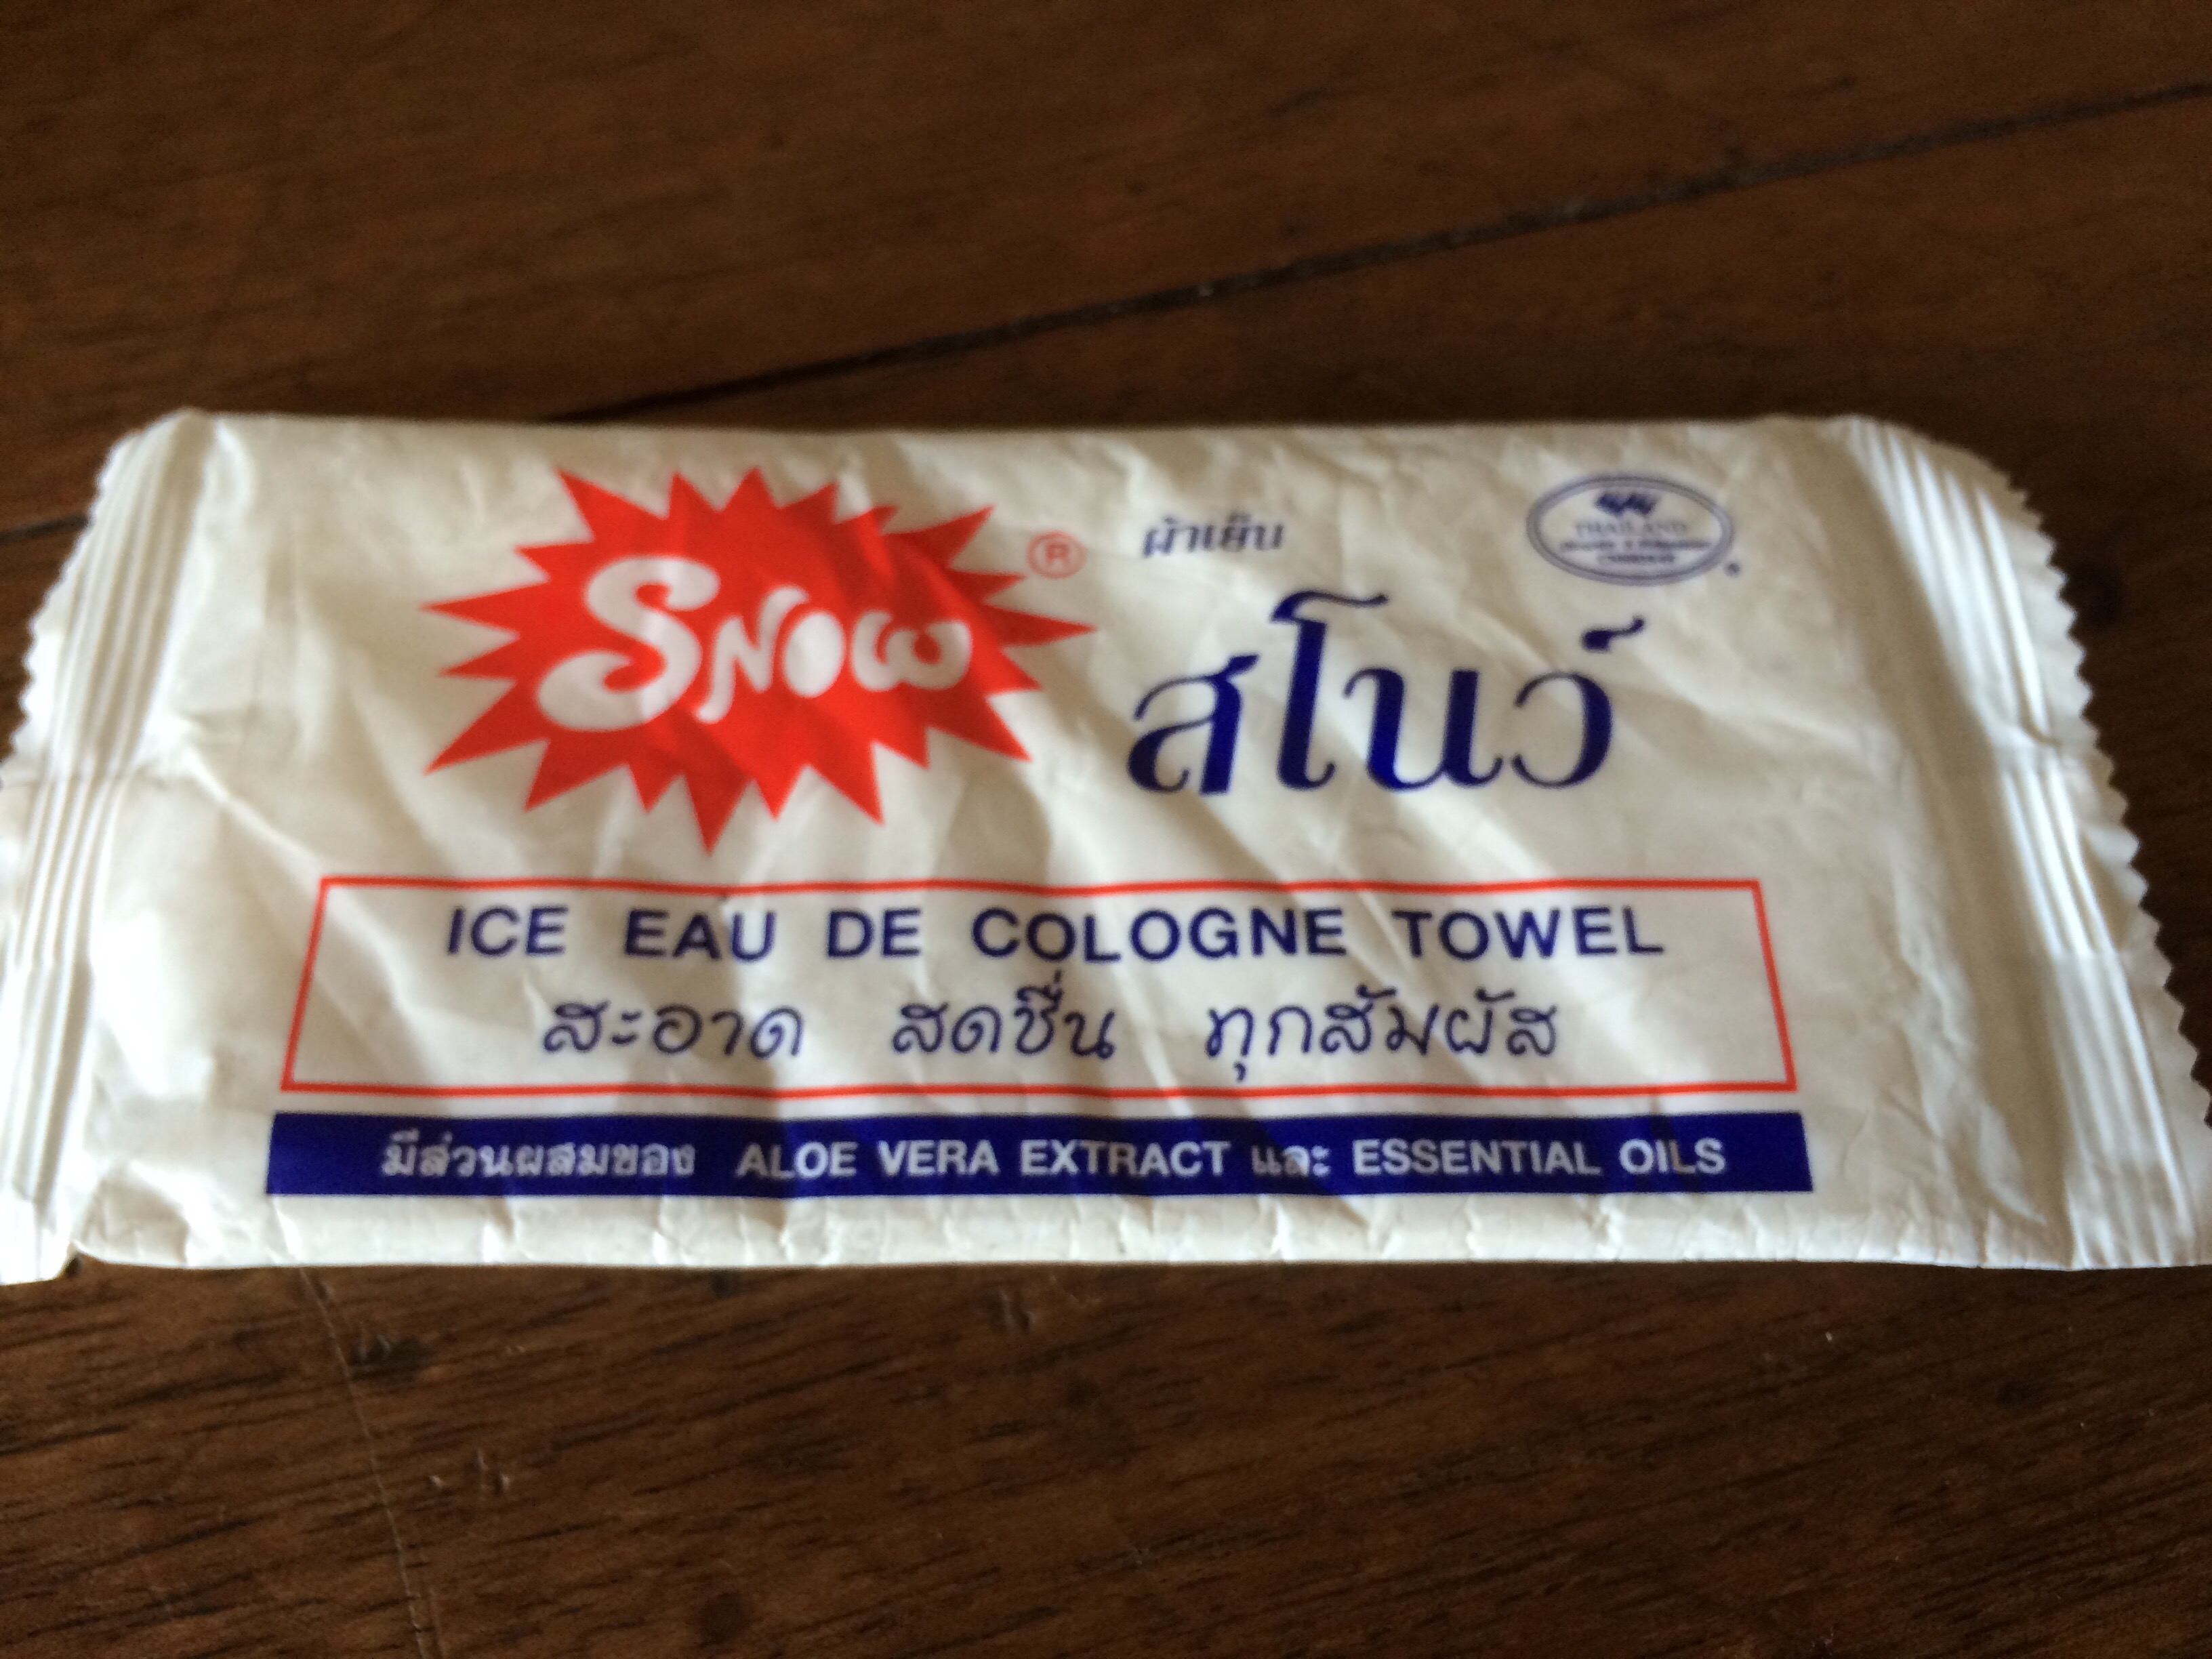 SNOW ®
ผ้าเย็น
THAILAND
สโนว์
ICE EAU DE COLOGNE TOWEL
สะอาด สดชื่น ทุกสัมผัส
มีส่วนผสมของ ALOE VERA EXTRACT และ ESSENTIAL OILS